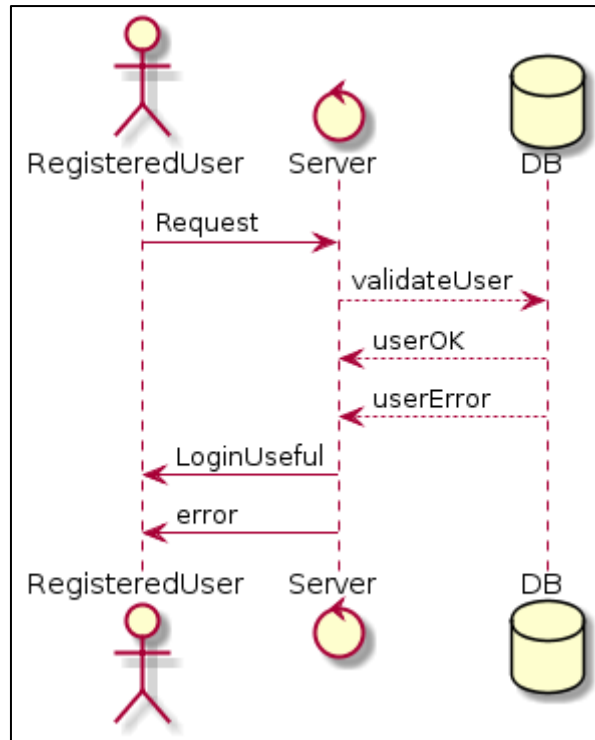 RegisteredUser Server DB
Request
validateUser
userOK
userError
LoginUseful
error
RegisteredUser Server DB